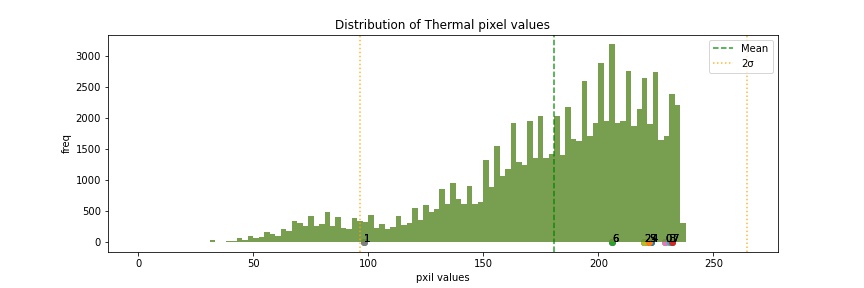 Distribution of Thermal pixel values
3000
2500
2000
1500
1000
500
0
freq
Mean
2σ
1
6
0 50 100 150 200 250
pxil values